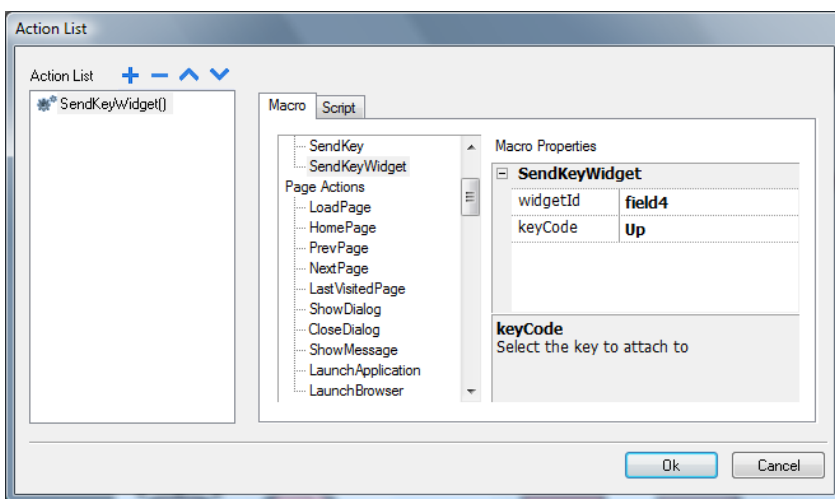 Action List
Action List
SendKeyWidget()
Macro Script
SendKey
SendKeyWidget
Page Actions
LoadPage
HomePage
PrevPage
NextPage
LastVisitedPage
ShowDialog
CloseDialog
ShowMessage
LaunchApplication
LaunchBrowser
Macro Properties
SendKeyWidget
widgetId field4
keyCode Up
keyCode
Select the key to attach to
Ok Cancel